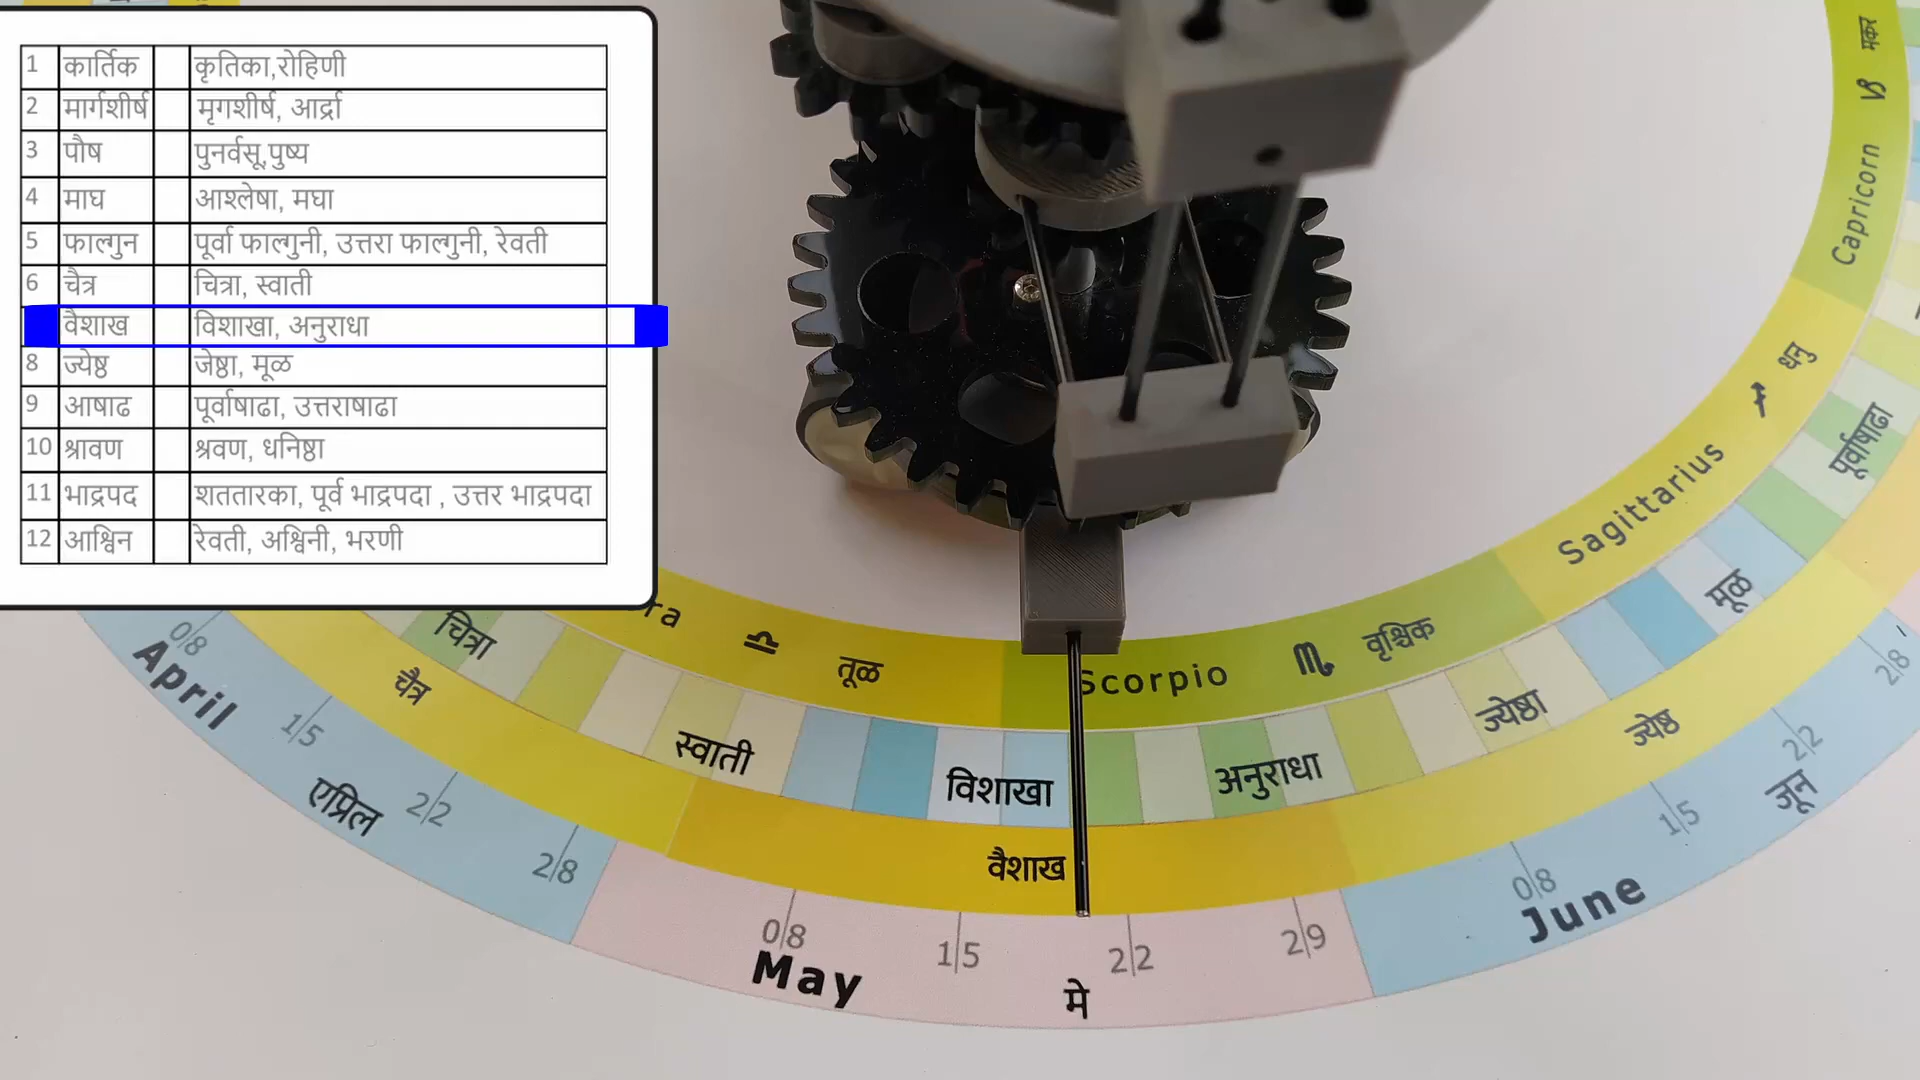 1 कार्तिक कृतिका,रोहिणी
2 मार्गशीर्ष मृगशीर्ष, आर्द्रा
3 पौष पुनर्वसू,पुष्य
4 माघ आश्लेषा, मघा
5 फाल्गुन पूर्वा फाल्गुनी, उत्तरा फाल्गुनी, रेवती
6 चैत्र चित्रा, स्वाती
वैशाख विशाखा, अनुराधा
8 ज्येष्ठ जेष्ठा, मूळ
9 आषाढ पूर्वाषाढा, उत्तराषाढा
10 श्रावण श्रवण, धनिष्ठा
11 भाद्रपद शततारका, पूर्व भाद्रपदा , उत्तर भाद्रपदा
12 आश्विन रेवती, अश्विनी, भरणी
मकर ♑ Capricorn
धनु ♐ Sagittarius
♎ तूळ
Scorpio ♏ वृश्चिक
चित्रा
स्वाती
विशाखा
अनुराधा
ज्येष्ठा
मूळ
पूर्वाषाढा
चैत्र
वैशाख
ज्येष्ठ
08 15 22 28
April एप्रिल
08 15 22 29
May मे
08 15 22 28
June जून